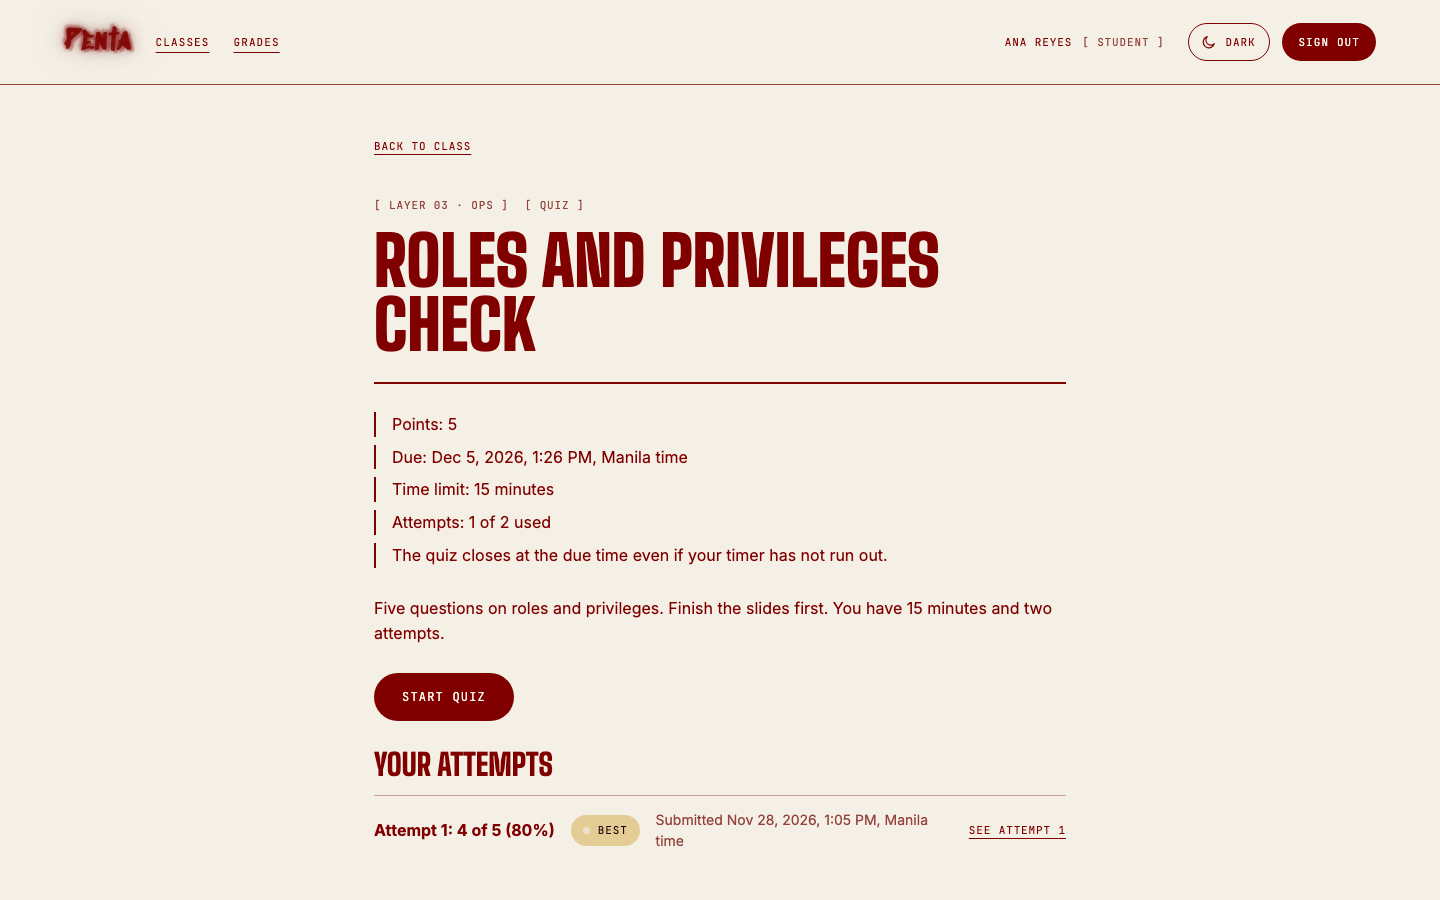 PENTA
CLASSES
GRADES
ANA REYES [ STUDENT ]
DARK
SIGN OUT
BACK TO CLASS
[ LAYER 03 · OPS ] [ QUIZ ]
ROLES AND PRIVILEGES
CHECK
Points: 5
Due: Dec 5, 2026, 1:26 PM, Manila time
Time limit: 15 minutes
Attempts: 1 of 2 used
The quiz closes at the due time even if your timer has not run out.
Five questions on roles and privileges. Finish the slides first. You have 15 minutes and two
attempts.
START QUIZ
YOUR ATTEMPTS
Attempt 1: 4 of 5 (80%)
BEST
Submitted Nov 28, 2026, 1:05 PM, Manila
time
SEE ATTEMPT 1